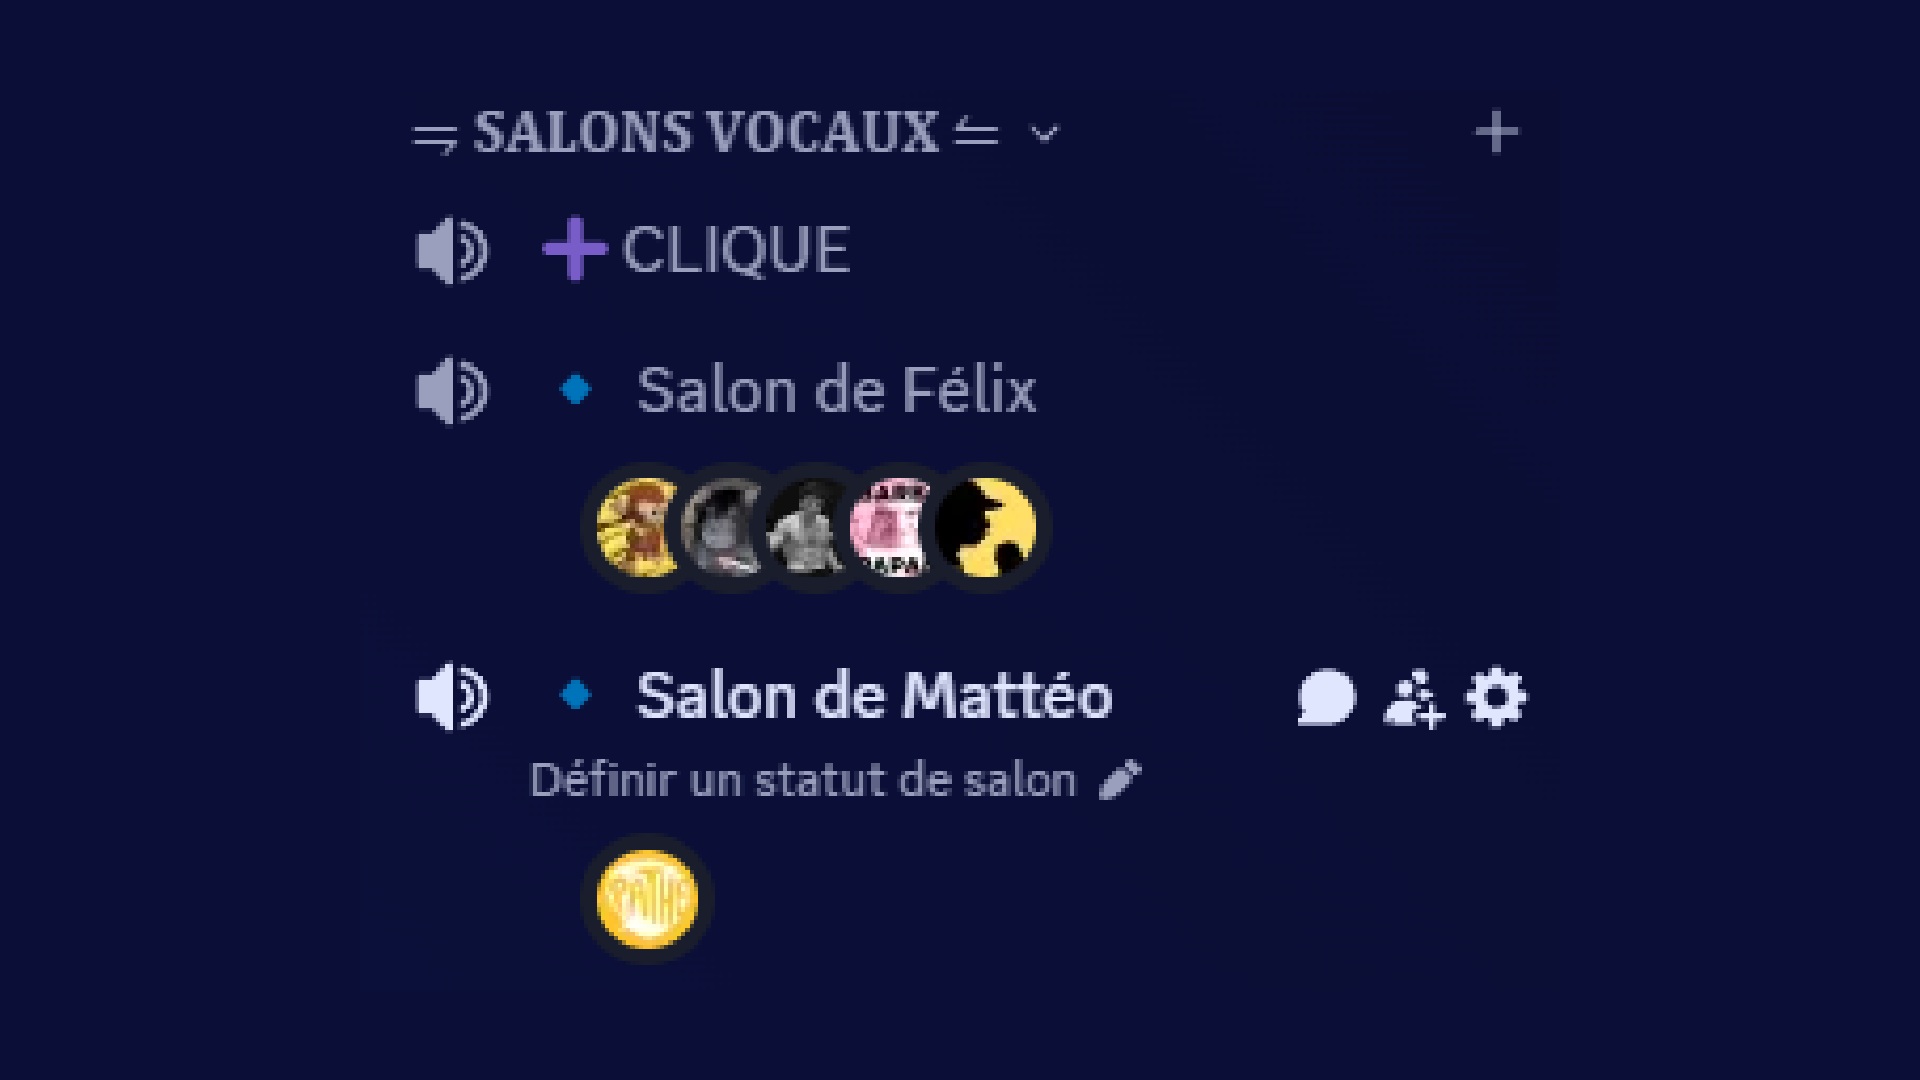 ⇁ SALONS VOCAUX ↽
➕ CLIQUE
🔹 Salon de Félix
🔹 Salon de Mattéo
Définir un statut de salon